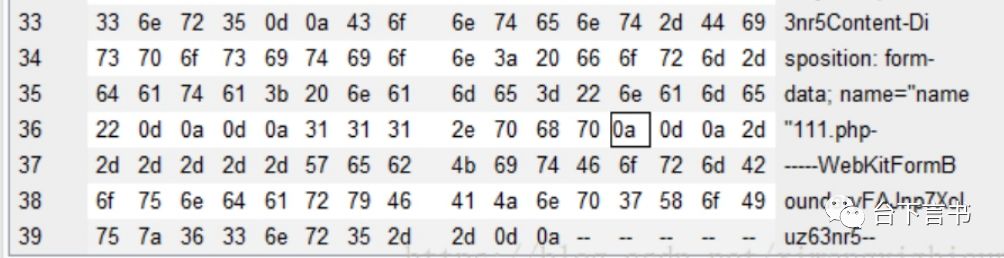 33 33 6e 72 35 0d 0a 43 6f 6e 74 65 6e 74 2d 44 69 3nr5Content-Di
34 73 70 6f 73 69 74 69 6f 6e 3a 20 66 6f 72 6d 2d sposition: form-
35 64 61 74 61 3b 20 6e 61 6d 65 3d 22 6e 61 6d 65 data; name="name
36 22 0d 0a 0d 0a 31 31 31 2e 70 68 70 0a 0d 0a 2d "111.php-
37 2d 2d 2d 2d 2d 57 65 62 4b 69 74 46 6f 72 6d 42 -----WebKitFormB
38 6f 75 6e 64 61 72 79 46 41 4a 6e 70 37 58 6f 49 oundaryFAJnp7XoI
39 75 7a 36 33 6e 72 35 2d 2d 0d 0a -- -- -- -- -- uz63nr5--
台下言书